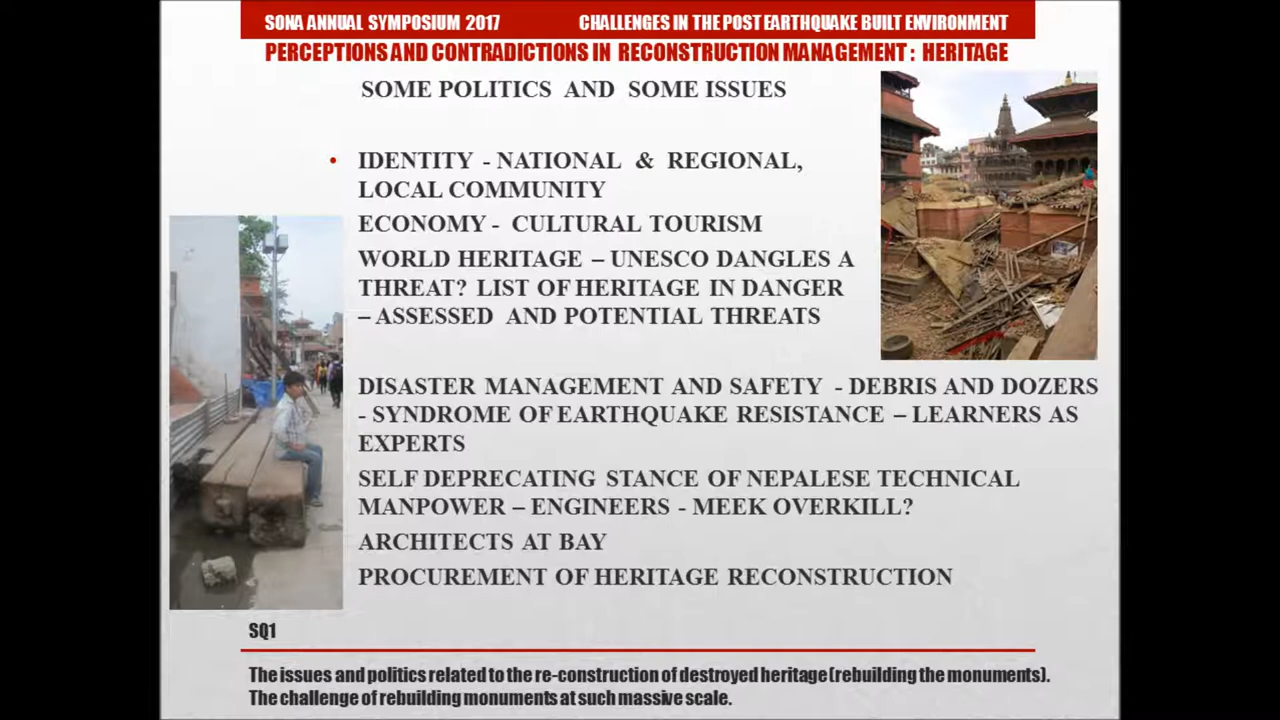 SONA ANNUAL SYMPOSIUM 2017 CHALLENGES IN THE POST EARTHQUAKE BUILT ENVIRONMENT
PERCEPTIONS AND CONTRADICTIONS IN RECONSTRUCTION MANAGEMENT : HERITAGE
SOME POLITICS AND SOME ISSUES
• IDENTITY - NATIONAL & REGIONAL,
LOCAL COMMUNITY
ECONOMY - CULTURAL TOURISM
WORLD HERITAGE – UNESCO DANGLES A
THREAT? LIST OF HERITAGE IN DANGER
– ASSESSED AND POTENTIAL THREATS
DISASTER MANAGEMENT AND SAFETY - DEBRIS AND DOZERS
- SYNDROME OF EARTHQUAKE RESISTANCE – LEARNERS AS
EXPERTS
SELF DEPRECATING STANCE OF NEPALESE TECHNICAL
MANPOWER – ENGINEERS - MEEK OVERKILL?
ARCHITECTS AT BAY
PROCUREMENT OF HERITAGE RECONSTRUCTION
SQ1
The issues and politics related to the re-construction of destroyed heritage (rebuilding the monuments).
The challenge of rebuilding monuments at such massive scale.